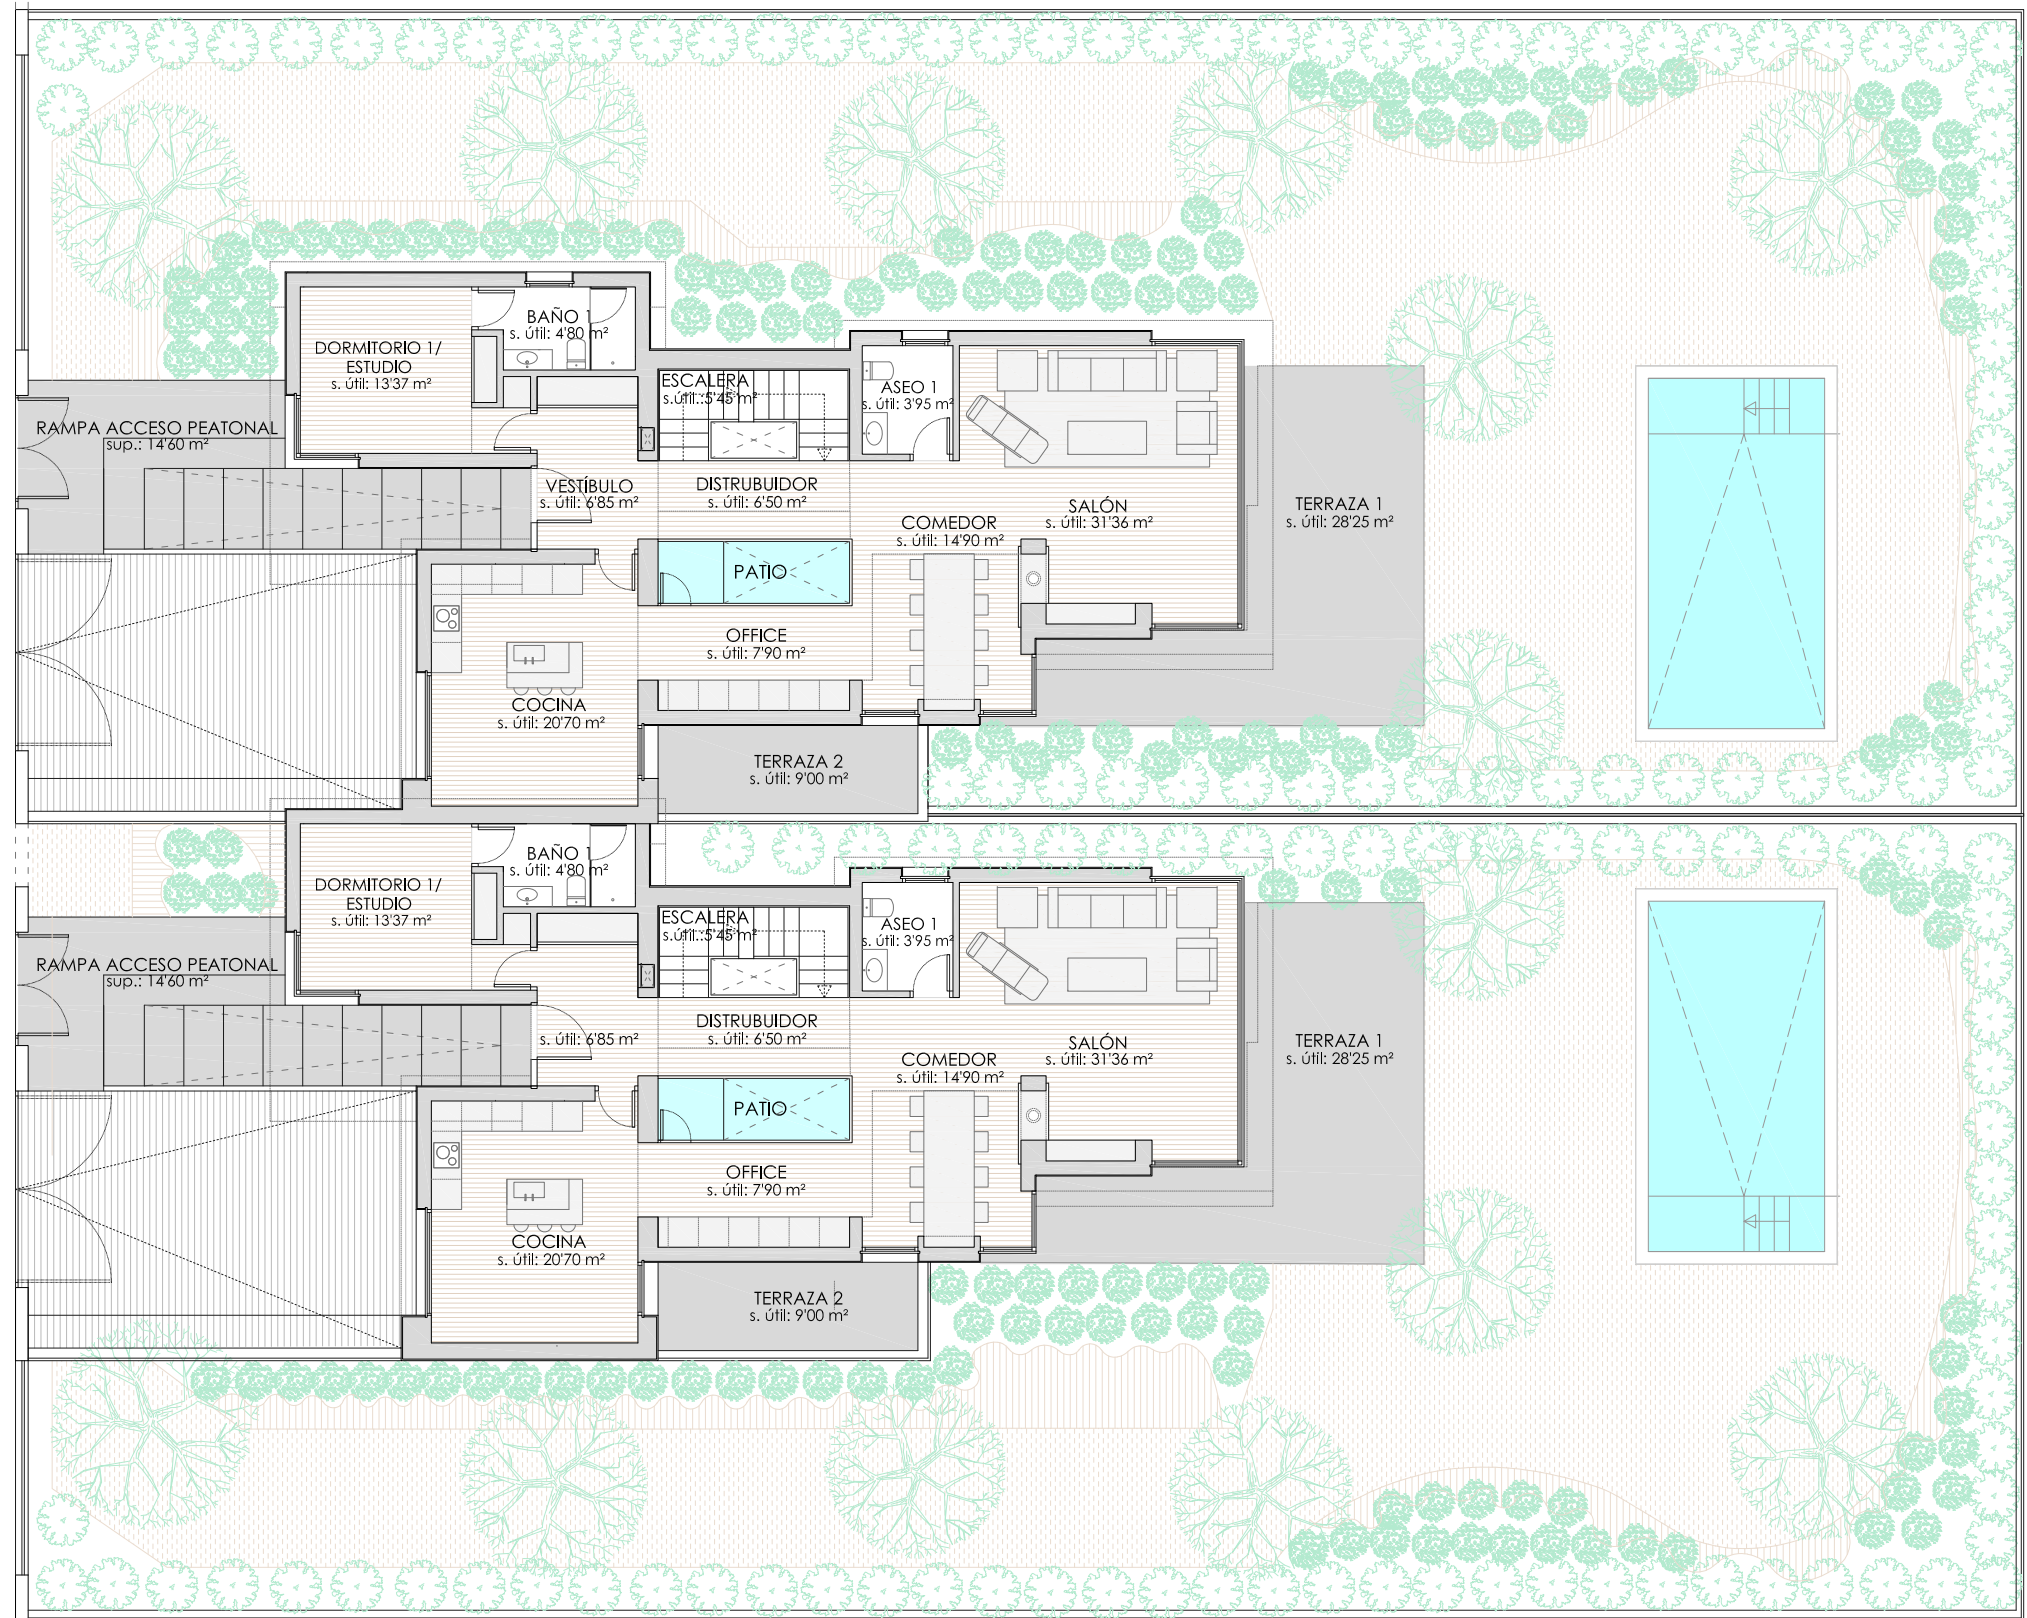 BAÑO 1
s. útil: 4'80 m²
DORMITORIO 1/
ESTUDIO
s. útil: 13'37 m²
ESCALERA
s.útil.:5'45 m²
ASEO 1
s. útil: 3'95 m²
RAMPA ACCESO PEATONAL
sup.: 14'60 m²
VESTÍBULO
s. útil: 6'85 m²
DISTRUBUIDOR
s. útil: 6'50 m²
SALÓN
s. útil: 31'36 m²
TERRAZA 1
s. útil: 28'25 m²
COMEDOR
s. útil: 14'90 m²
PATIO
OFFICE
s. útil: 7'90 m²
COCINA
s. útil: 20'70 m²
TERRAZA 2
s. útil: 9'00 m²
BAÑO 1
s. útil: 4'80 m²
DORMITORIO 1/
ESTUDIO
s. útil: 13'37 m²
ESCALERA
s.útil.:5'45 m²
ASEO 1
s. útil: 3'95 m²
RAMPA ACCESO PEATONAL
sup.: 14'60 m²
s. útil: 6'85 m²
DISTRUBUIDOR
s. útil: 6'50 m²
SALÓN
s. útil: 31'36 m²
TERRAZA 1
s. útil: 28'25 m²
COMEDOR
s. útil: 14'90 m²
PATIO
OFFICE
s. útil: 7'90 m²
COCINA
s. útil: 20'70 m²
TERRAZA 2
s. útil: 9'00 m²